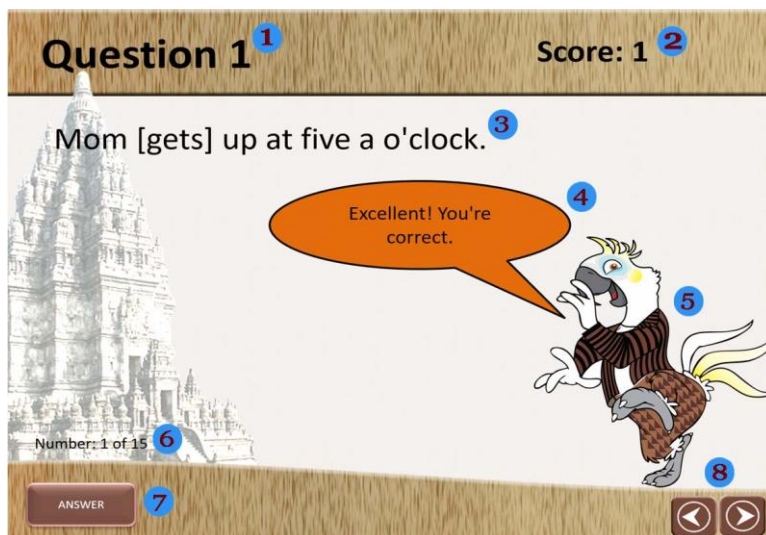 Question 1 1
Score: 1 2
Mom [gets] up at five a o'clock. 3
4
Excellent! You're
correct.
5
Number: 1 of 15 6
ANSWER 7
8